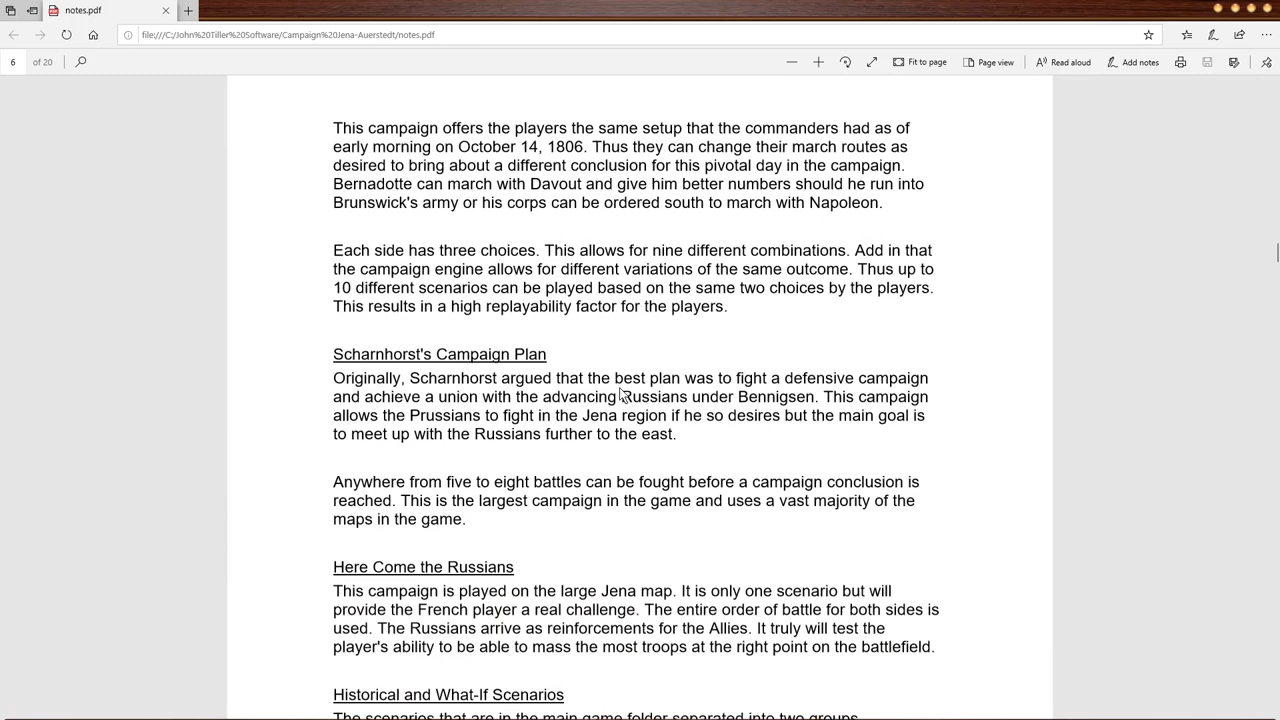 notes.pdf
file:///C:/John%20Tiller%20Software/Campaign%20Jena-Auerstedt/notes.pdf
6 of 20 Fit to page Page view Read aloud Add notes
This campaign offers the players the same setup that the commanders had as of
early morning on October 14, 1806. Thus they can change their march routes as
desired to bring about a different conclusion for this pivotal day in the campaign.
Bernadotte can march with Davout and give him better numbers should he run into
Brunswick's army or his corps can be ordered south to march with Napoleon.
Each side has three choices. This allows for nine different combinations. Add in that
the campaign engine allows for different variations of the same outcome. Thus up to
10 different scenarios can be played based on the same two choices by the players.
This results in a high replayability factor for the players.
Scharnhorst's Campaign Plan
Originally, Scharnhorst argued that the best plan was to fight a defensive campaign
and achieve a union with the advancing Russians under Bennigsen. This campaign
allows the Prussians to fight in the Jena region if he so desires but the main goal is
to meet up with the Russians further to the east.
Anywhere from five to eight battles can be fought before a campaign conclusion is
reached. This is the largest campaign in the game and uses a vast majority of the
maps in the game.
Here Come the Russians
This campaign is played on the large Jena map. It is only one scenario but will
provide the French player a real challenge. The entire order of battle for both sides is
used. The Russians arrive as reinforcements for the Allies. It truly will test the
player's ability to be able to mass the most troops at the right point on the battlefield.
Historical and What-If Scenarios
The scenarios that are in the main game folder separated into two groups